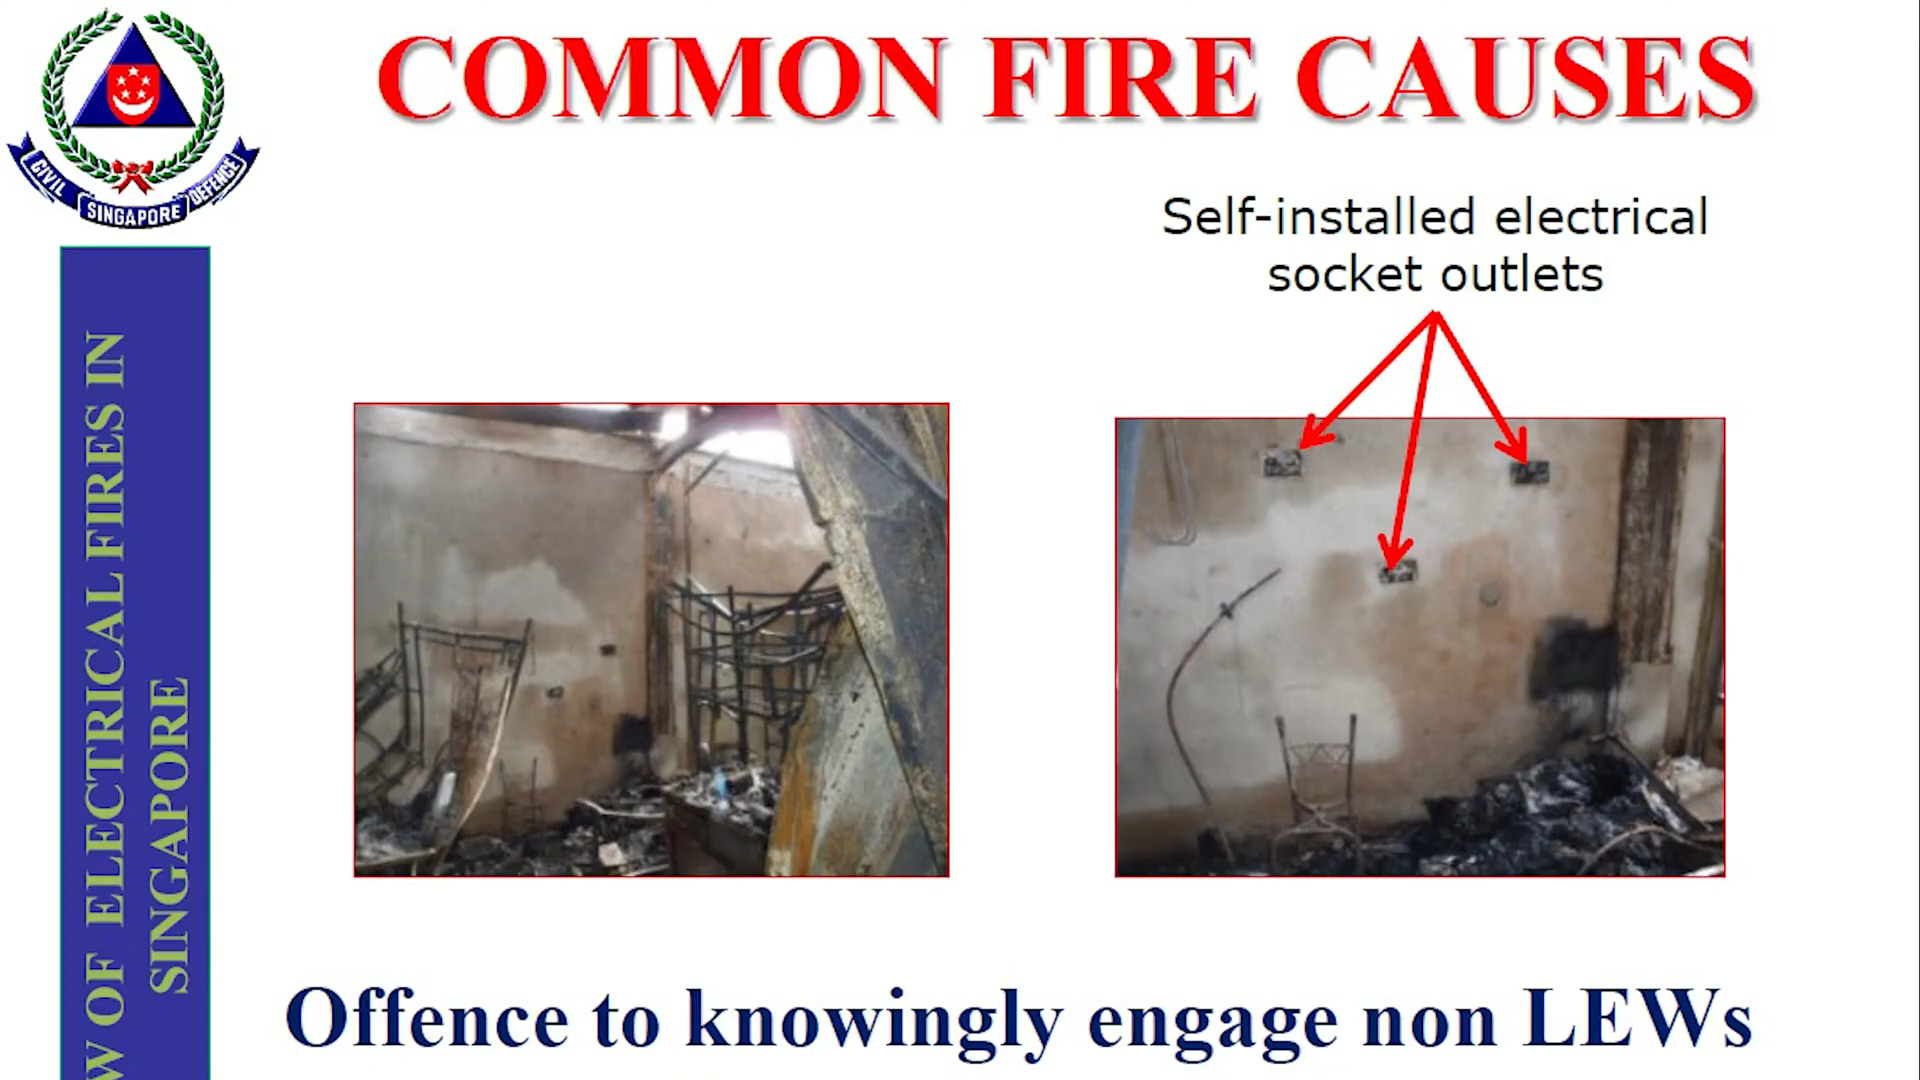 COMMON FIRE CAUSES
CIVIL
SINGAPORE
DEFENCE
Self-installed electrical
socket outlets
W OF ELECTRICAL FIRES IN
SINGAPORE
Offence to knowingly engage non LEWs